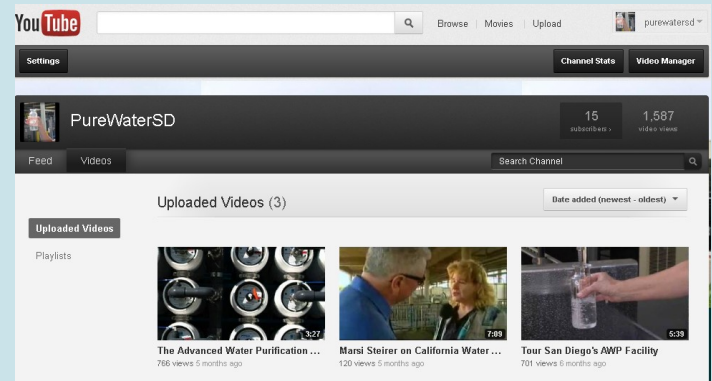 You Tube
Browse | Movies | Upload
purewatersd
Settings
Channel Stats
Video Manager
PureWaterSD
15
subscribers ›
1,587
video views
Feed
Videos
Search Channel
Uploaded Videos (3)
Date added (newest - oldest)
Uploaded Videos
Playlists
3:27
7:09
5:39
The Advanced Water Purification ...
Marsi Steirer on California Water ...
Tour San Diego's AWP Facility
766 views 5 months ago
120 views 5 months ago
701 views 6 months ago